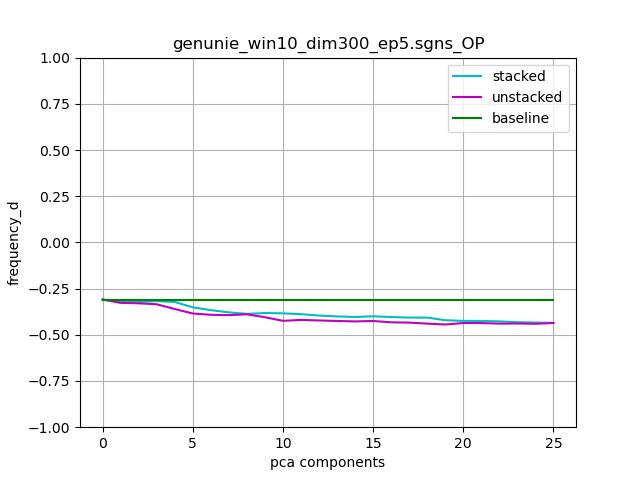 genunie_win10_dim300_ep5.sgns_OP
stacked
unstacked
baseline
1.00
0.75
0.50
0.25
0.00
−0.25
−0.50
−0.75
−1.00
frequency_d
0 5 10 15 20 25
pca components